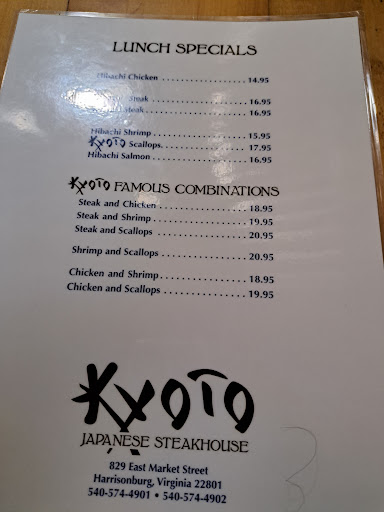 LUNCH SPECIALS
Hibachi Chicken .................... 14.95
Steak .................... 16.95
Steak .................... 16.95
Hibachi Shrimp .................... 15.95
KYOTO Scallops .................... 17.95
Hibachi Salmon .................... 16.95
KYOTO FAMOUS COMBINATIONS
Steak and Chicken .................... 18.95
Steak and Shrimp .................... 19.95
Steak and Scallops .................... 20.95
Shrimp and Scallops .................... 20.95
Chicken and Shrimp .................... 18.95
Chicken and Scallops .................... 19.95
KYOTO
JAPANESE STEAKHOUSE
829 East Market Street
Harrisonburg, Virginia 22801
540-574-4901 • 540-574-4902